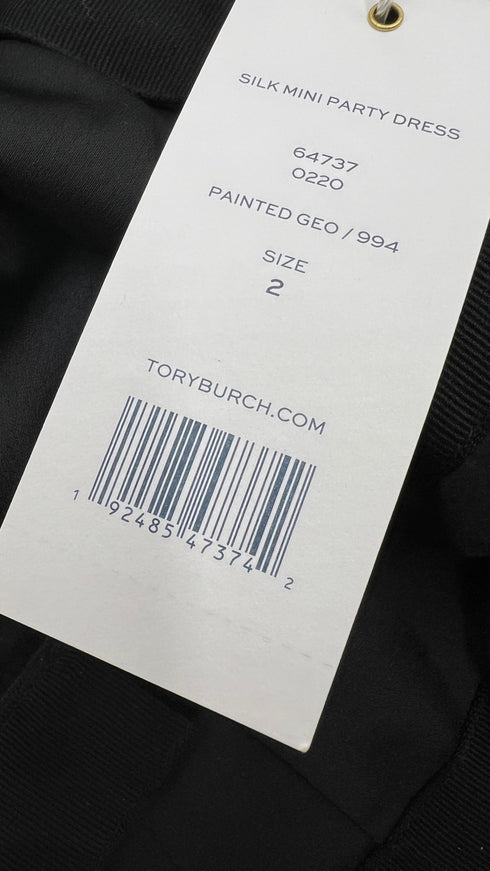 SILK MINI PARTY DRESS
64737
0220
PAINTED GEO / 994
SIZE
2
TORYBURCH.COM
1 92485 47374 2